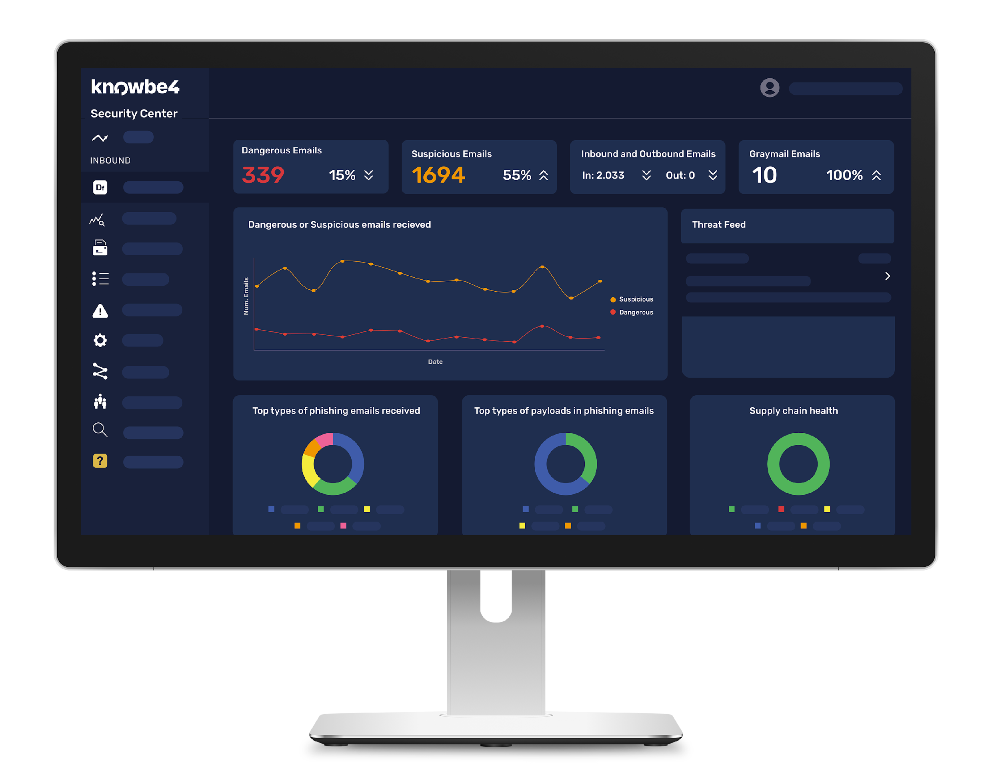 knowbe4
Security Center
INBOUND
Df
?
Dangerous Emails
339 15%
Suspicious Emails
1694 55%
Inbound and Outbound Emails
In: 2.033 Out: 0
Graymail Emails
10 100%
Dangerous or Suspicious emails recieved
Num. Emails
Suspicious
Dangerous
Date
Threat Feed
Top types of phishing emails received
Top types of payloads in phishing emails
Supply chain health